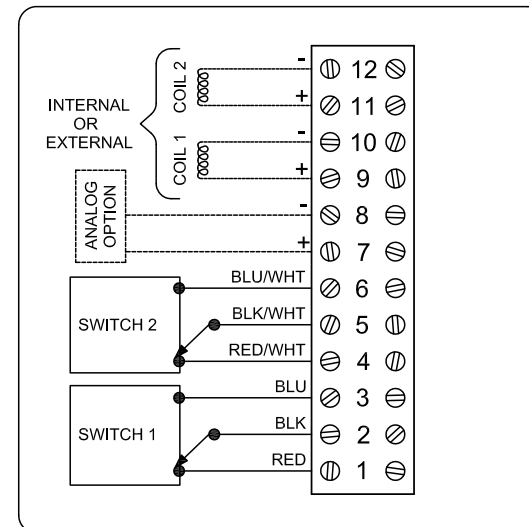 COIL 2
- 12
+ 11
INTERNAL
OR
EXTERNAL
COIL 1
- 10
+ 9
ANALOG
OPTION
- 8
+ 7
BLU/WHT 6
SWITCH 2
BLK/WHT 5
RED/WHT 4
BLU 3
SWITCH 1
BLK 2
RED 1